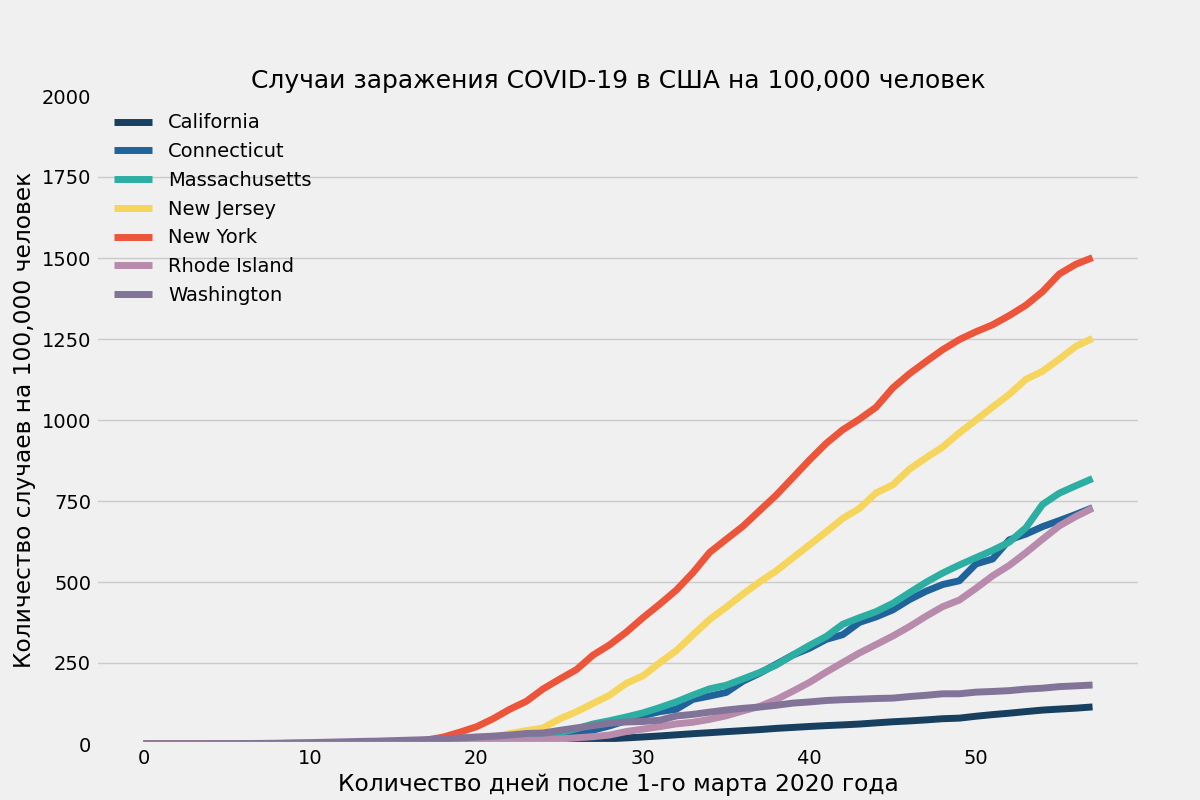 Случаи заражения COVID-19 в США на 100,000 человек
Количество случаев на 100,000 человек
2000
1750
1500
1250
1000
750
500
250
0
California
Connecticut
Massachusetts
New Jersey
New York
Rhode Island
Washington
0 10 20 30 40 50
Количество дней после 1-го марта 2020 года